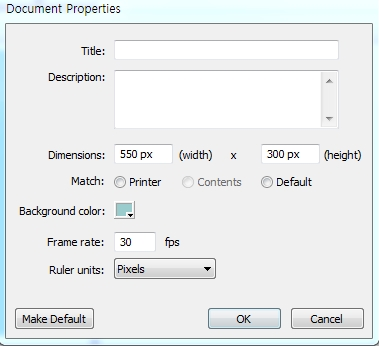 Document Properties
Title:
Description:
Dimensions: 550 px (width) x 300 px (height)
Match: Printer Contents Default
Background color:
Frame rate: 30 fps
Ruler units: Pixels
Make Default OK Cancel